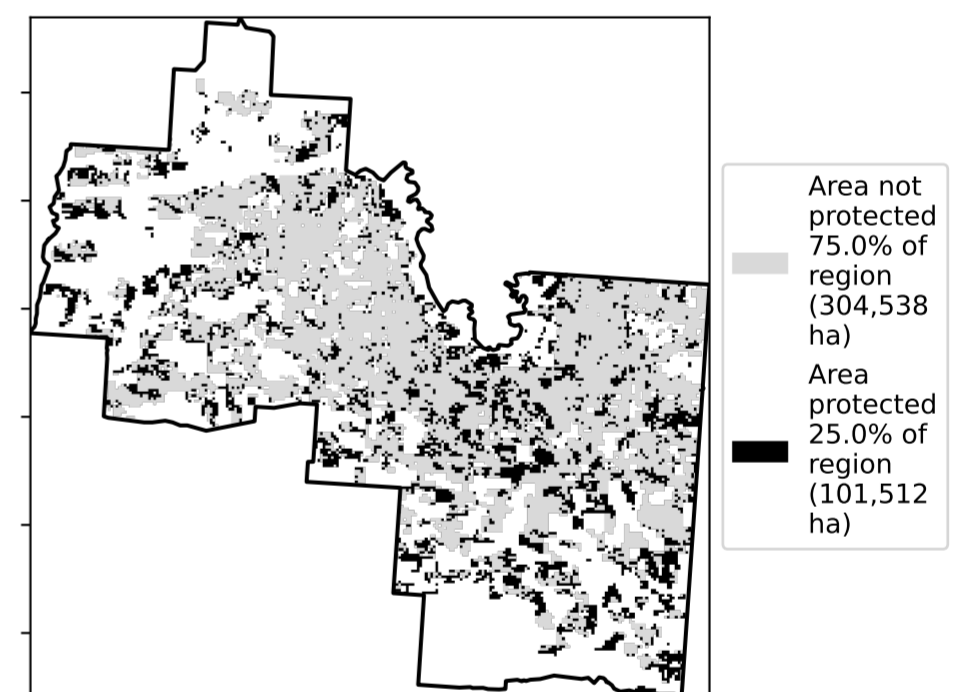 Area not
protected
75.0% of
region
(304,538
ha)
Area
protected
25.0% of
region
(101,512
ha)